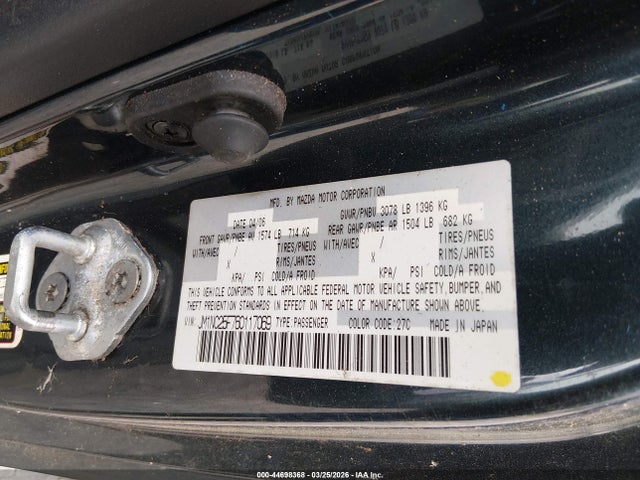 MFG. BY MAZDA MOTOR CORPORATION
DATE 04/08
GVWR/PNBV 3078 LB 1396 KG
FRONT GAWR/PNBE AV 1574 LB 714 KG
REAR GAWR/PNBE AR 1504 LB 682 KG
WITH/AVEC TIRES/PNEUS
WITH/AVEC TIRES/PNEUS
X RIMS/JANTES
X RIMS/JANTES
KPA/ PSI COLD/A FROID
KPA/ PSI COLD/A FROID
THIS VEHICLE CONFORMS TO ALL APPLICABLE FEDERAL MOTOR VEHICLE SAFETY,BUMPER,AND
THEFT PREVENTION STANDARDS IN EFFECT ON THE DATE OF MANUFACTURE SHOWN ABOVE.
VIN: JM1NC25F760117069 TYPE:PASSENGER COLOR CODE:27C MADE IN JAPAN
000-44698368 | 03/25/2026 | IAA, Inc.